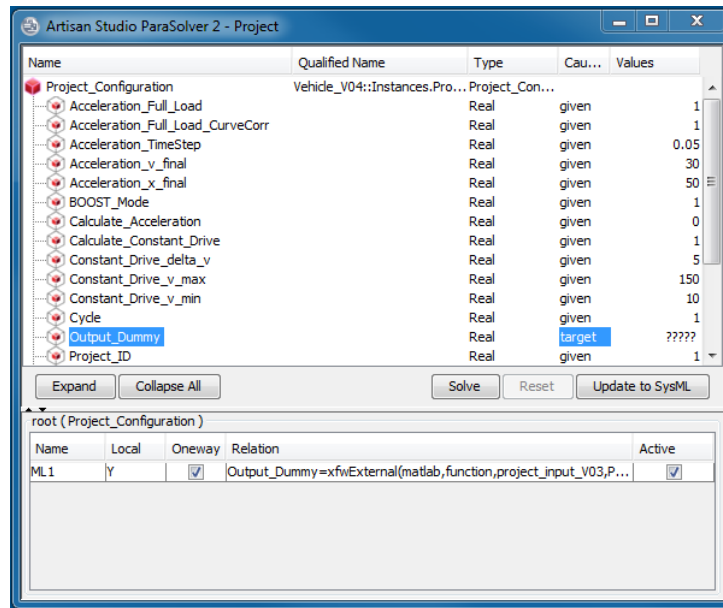 Artisan Studio ParaSolver 2 - Project
Name Qualified Name Type Cau... Values
Project_Configuration Vehicle_V04::Instances.Pro... Project_Con...
Acceleration_Full_Load Real given 1
Acceleration_Full_Load_CurveCorr Real given 1
Acceleration_TimeStep Real given 0.05
Acceleration_v_final Real given 30
Acceleration_x_final Real given 50
BOOST_Mode Real given 1
Calculate_Acceleration Real given 0
Calculate_Constant_Drive Real given 1
Constant_Drive_delta_v Real given 5
Constant_Drive_v_max Real given 150
Constant_Drive_v_min Real given 10
Cycle Real given 1
Output_Dummy Real target ?????
Project_ID Real given 1
Expand Collapse All Solve Reset Update to SysML
root ( Project_Configuration )
Name Local Oneway Relation Active
ML1 Y Output_Dummy=xfwExternal(matlab,function,project_input_V03,P...